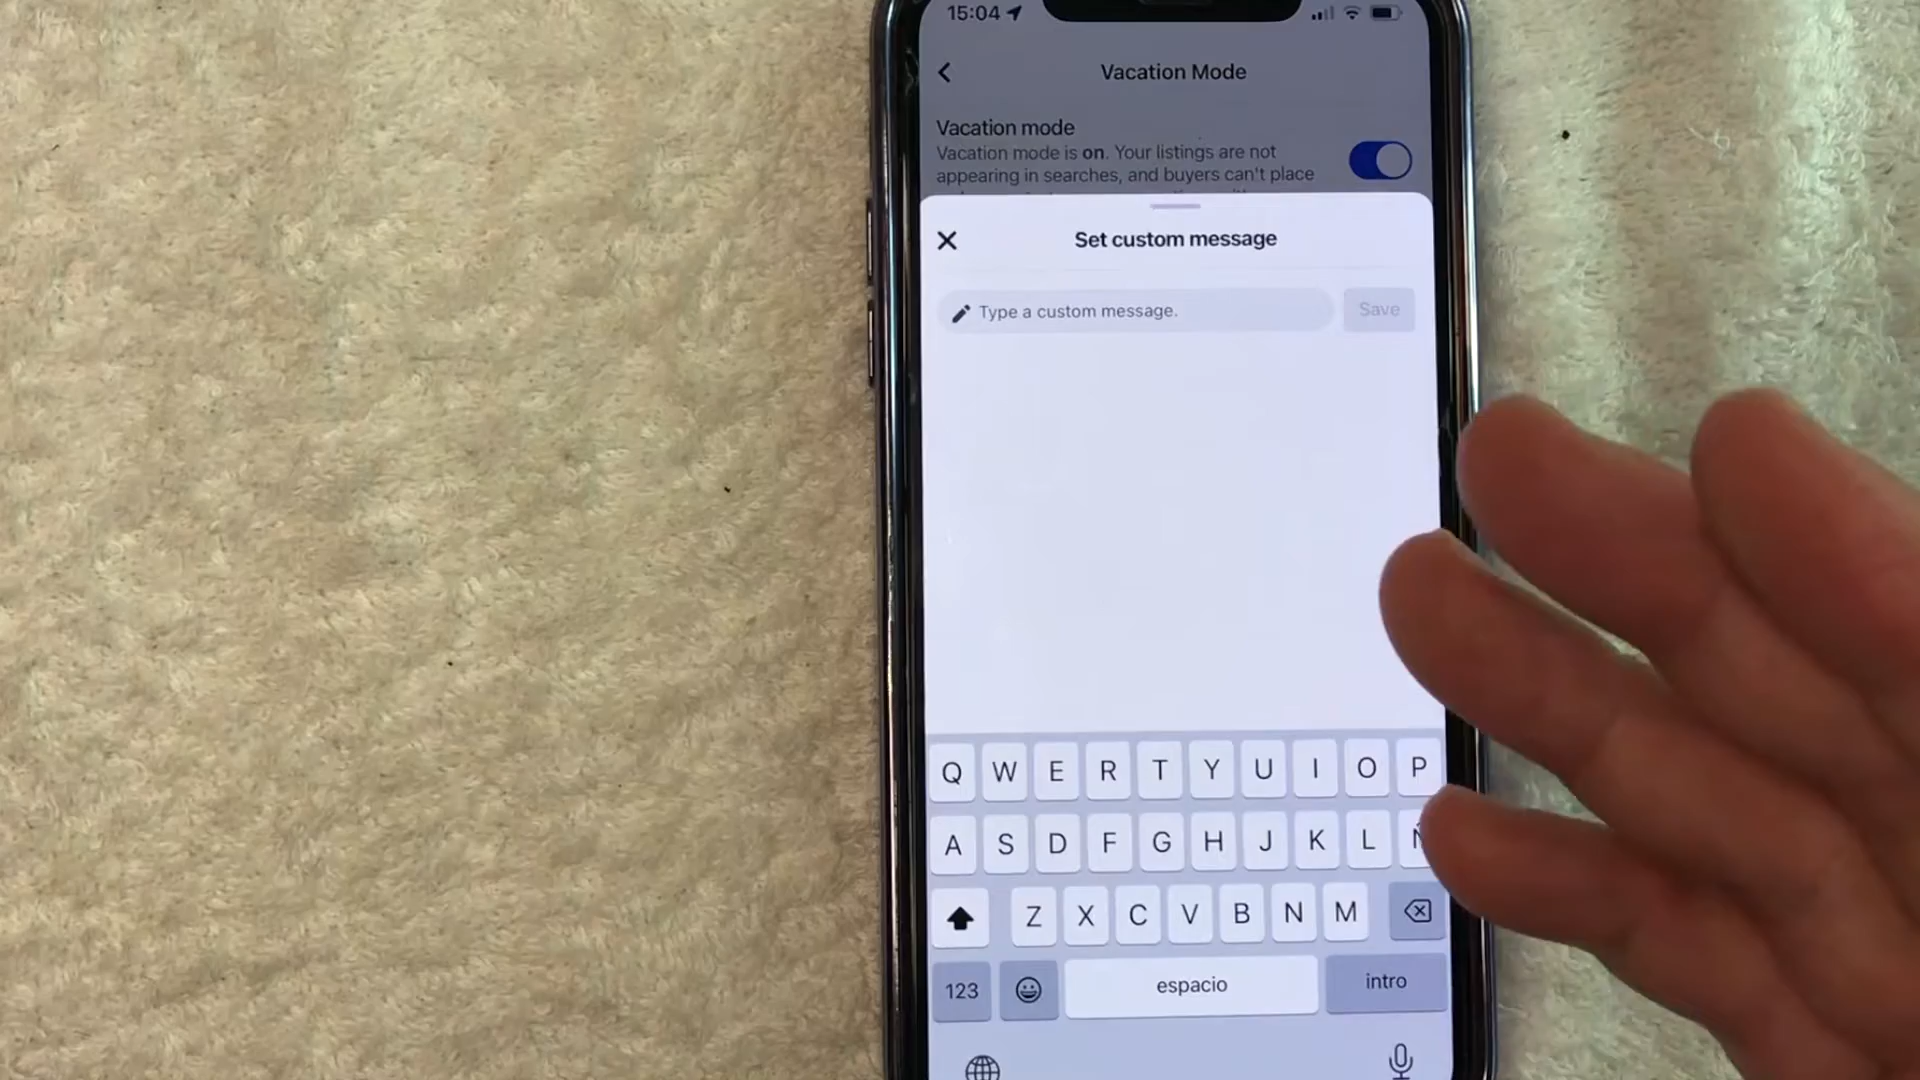 15:04
Vacation Mode
Vacation mode
Vacation mode is on. Your listings are not
appearing in searches, and buyers can't place
Set custom message
Type a custom message.
Save
Q W E R T Y U I O P
A S D F G H J K L Ñ
Z X C V B N M
123
espacio
intro